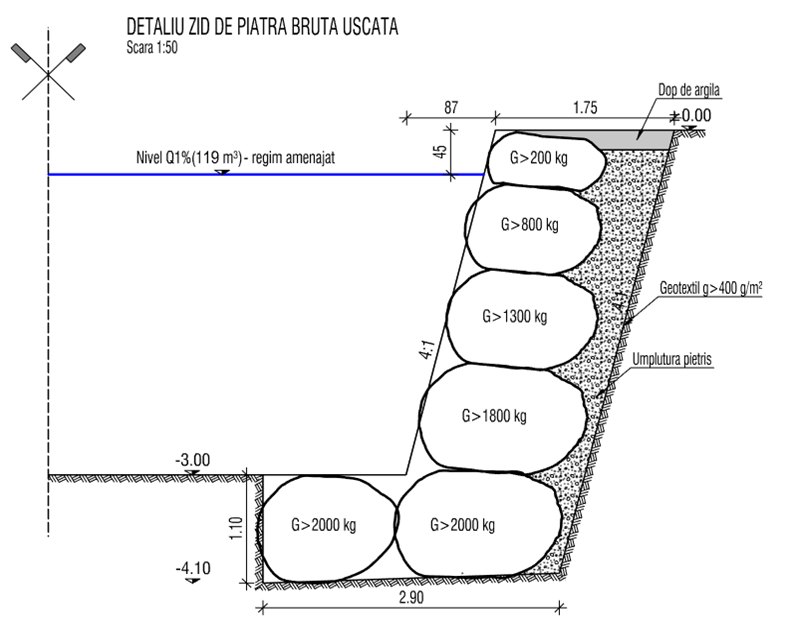 DETALIU ZID DE PIATRA BRUTA USCATA
Scara 1:50
Dop de argila
87
1.75
±0.00
45
Nivel Q1%(119 m³) - regim amenajat
G>200 kg
G>800 kg
Geotextil g>400 g/m²
4:1
G>1300 kg
4:1
Umplutura pietris
G>1800 kg
-3.00
G>2000 kg
G>2000 kg
1.10
-4.10
2.90